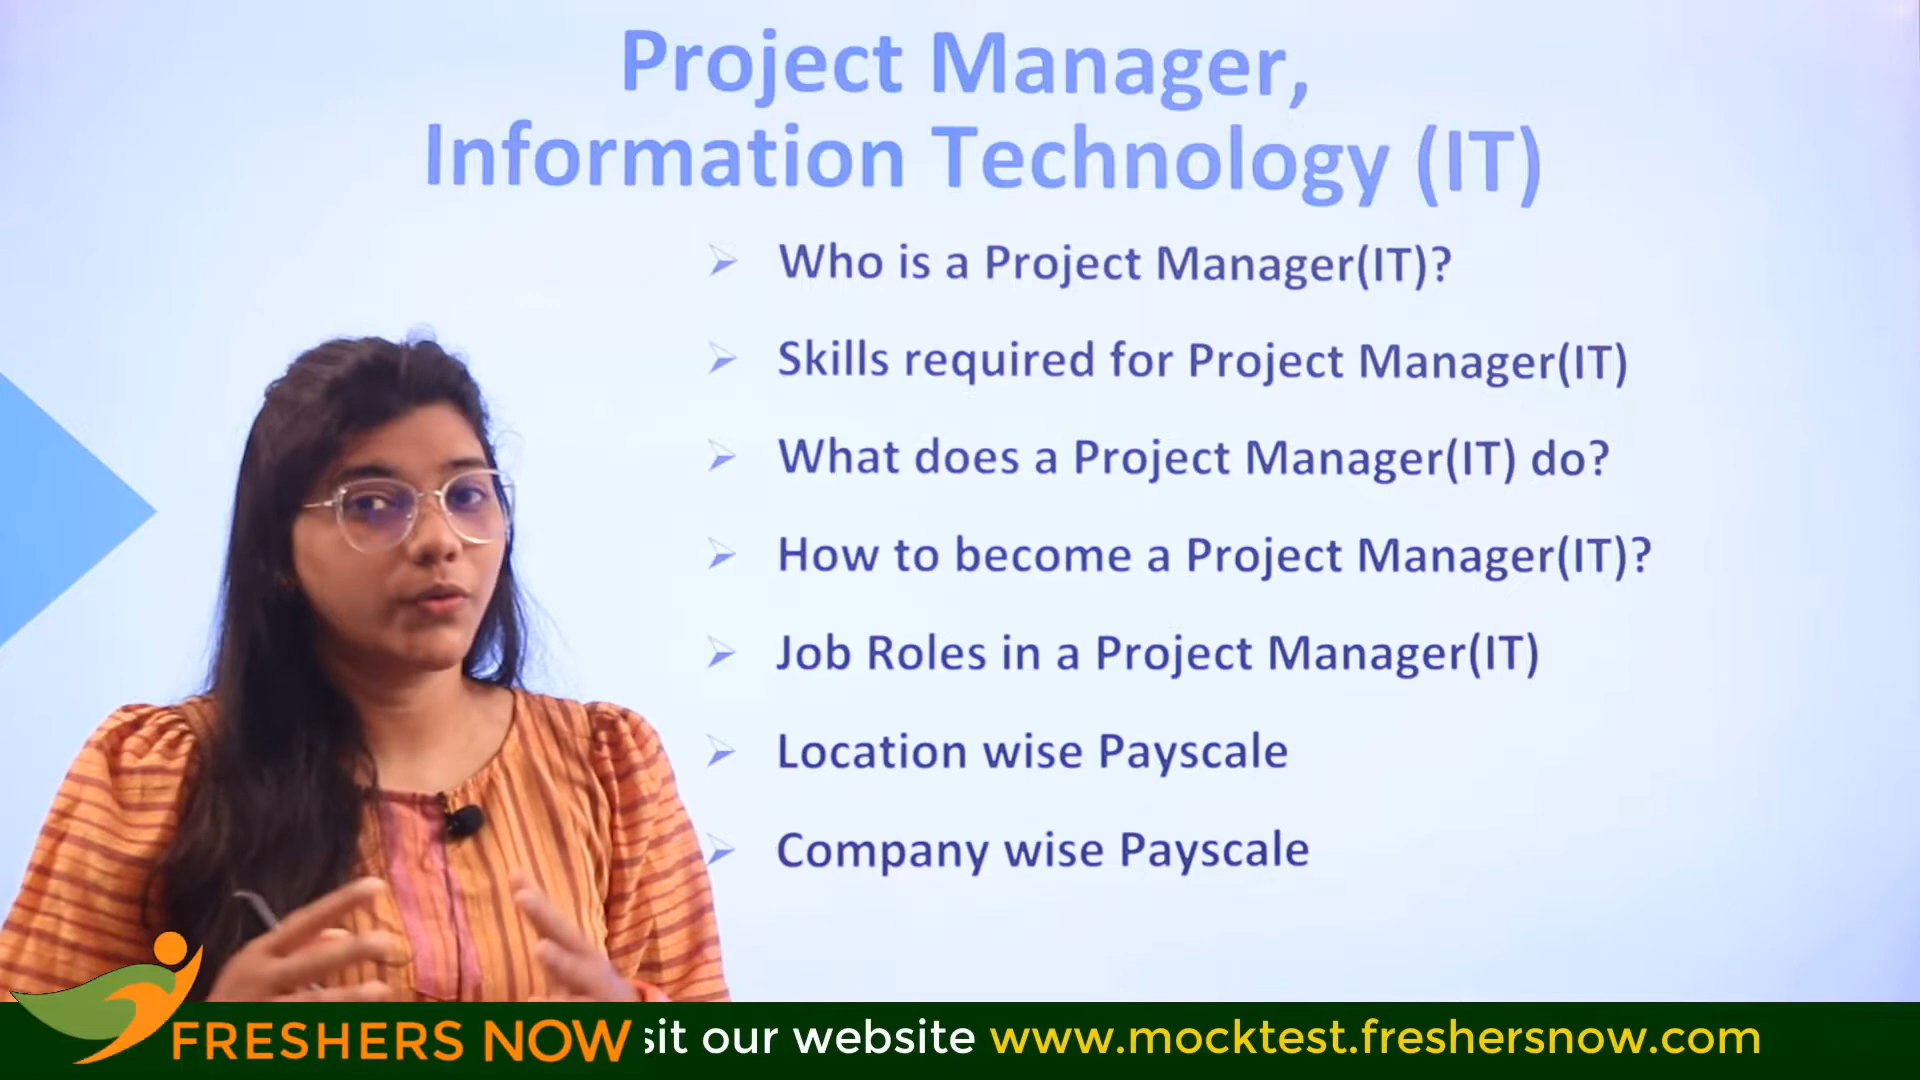 Project Manager,
Information Technology (IT)
Who is a Project Manager(IT)?
Skills required for Project Manager(IT)
What does a Project Manager(IT) do?
How to become a Project Manager(IT)?
Job Roles in a Project Manager(IT)
Location wise Payscale
Company wise Payscale
FRESHERS NOW sit our website www.mocktest.freshersnow.com